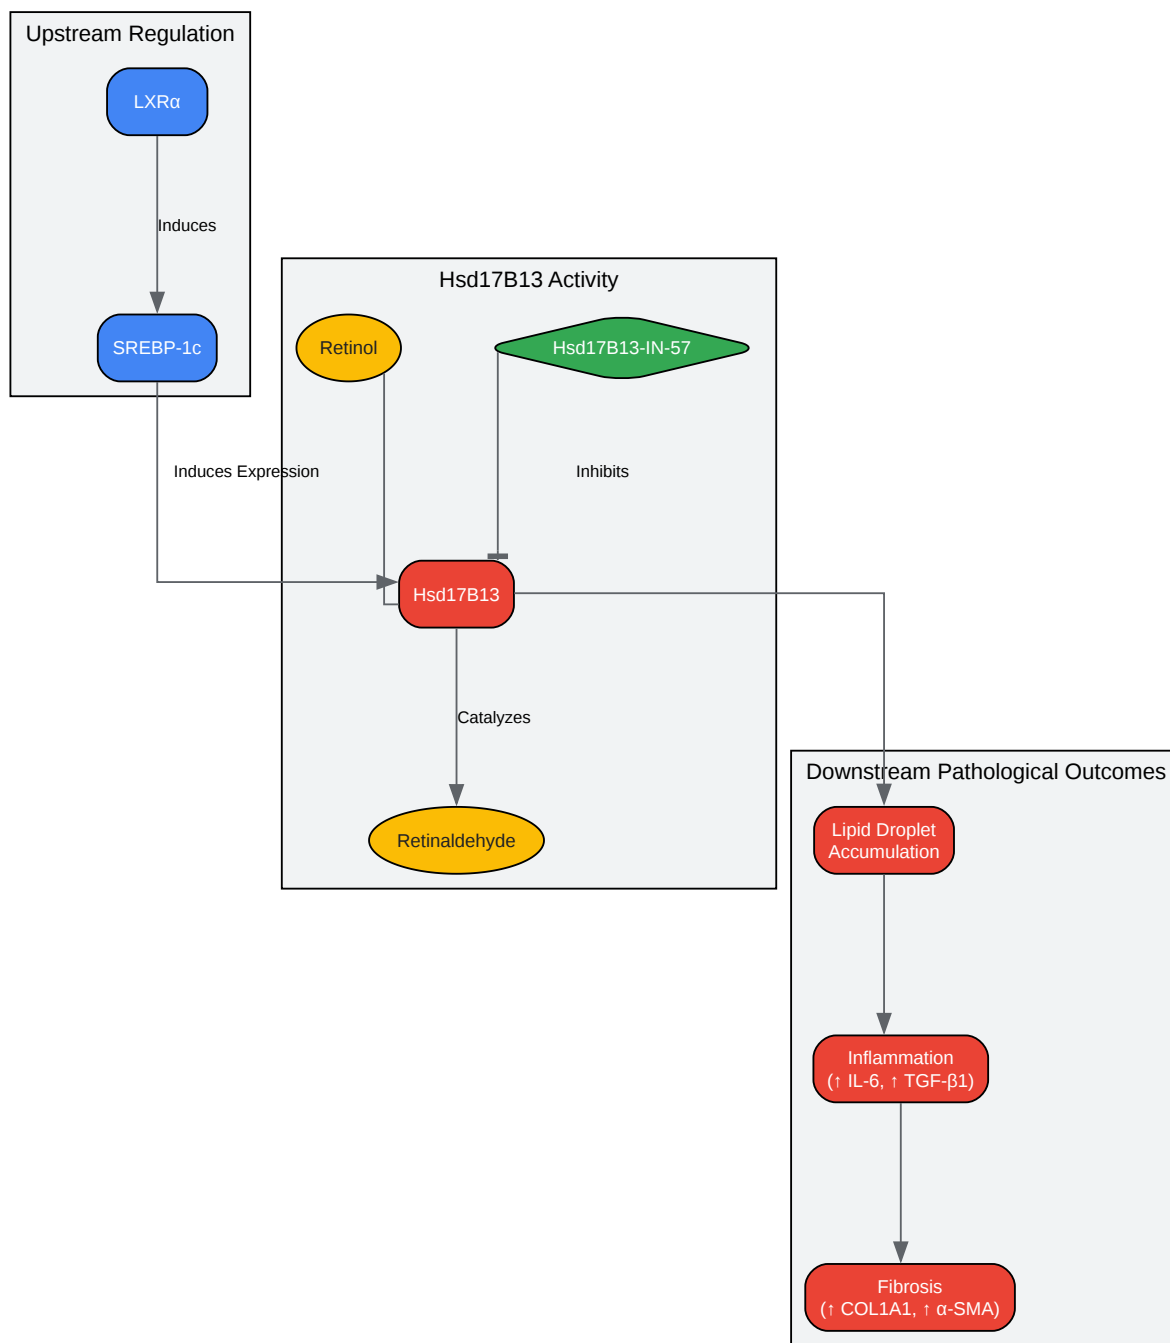 Upstream Regulation
LXRα
Induces
SREBP-1c
Induces Expression
Hsd17B13 Activity
Retinol
Hsd17B13-IN-57
Inhibits
Hsd17B13
Catalyzes
Retinaldehyde
Downstream Pathological Outcomes
Lipid Droplet
Accumulation
Inflammation
(↑ IL-6, ↑ TGF-β1)
Fibrosis
(↑ COL1A1, ↑ α-SMA)